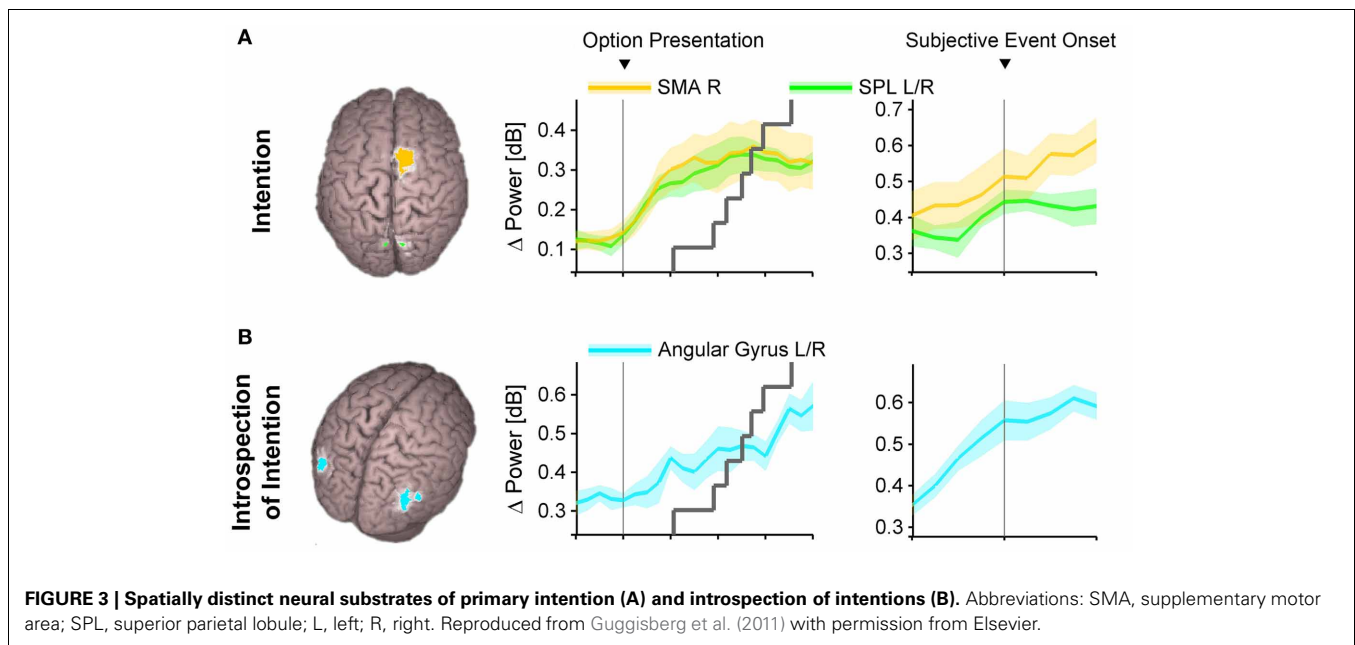 A
Option Presentation
Subjective Event Onset
SMA R
SPL L/R
Intention
Δ Power [dB]
0.4
0.3
0.2
0.1
0.7
0.6
0.5
0.4
0.3
B
Angular Gyrus L/R
Introspection
of Intention
Δ Power [dB]
0.6
0.5
0.4
0.3
0.6
0.5
0.4
0.3
FIGURE 3 | Spatially distinct neural substrates of primary intention (A) and introspection of intentions (B). Abbreviations: SMA, supplementary motor
area; SPL, superior parietal lobule; L, left; R, right. Reproduced from Guggisberg et al. (2011) with permission from Elsevier.